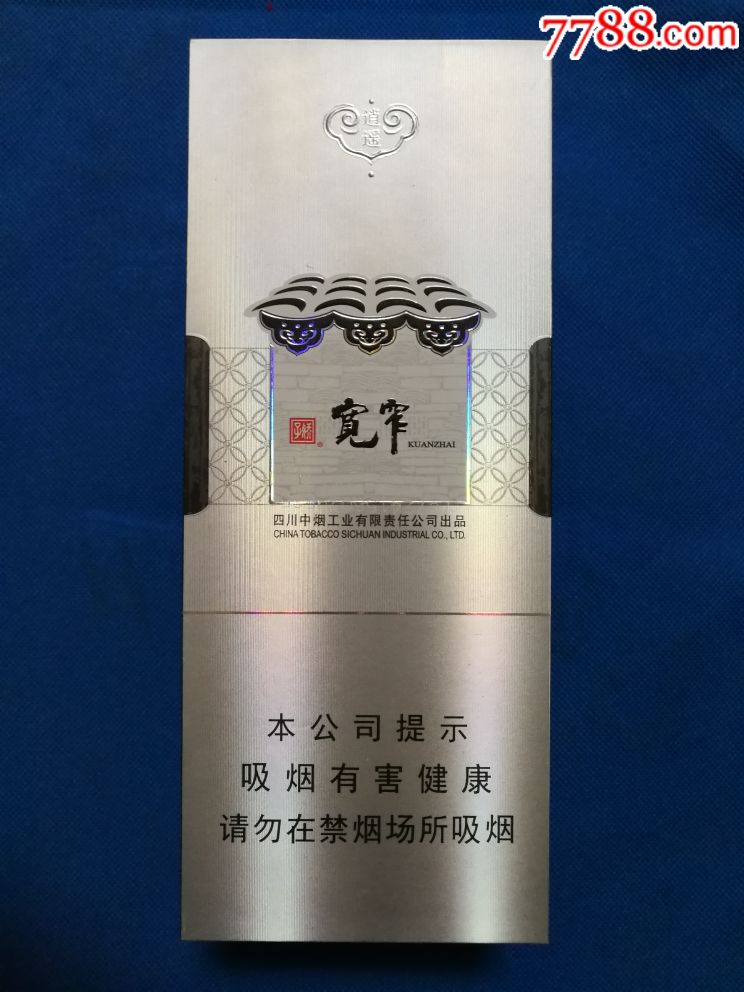 7788.com
逍
遥
娇子® 宽窄 KUANZHAI
四川中烟工业有限责任公司出品
CHINA TOBACCO SICHUAN INDUSTRIAL CO., LTD.
本公司提示
吸烟有害健康
请勿在禁烟场所吸烟